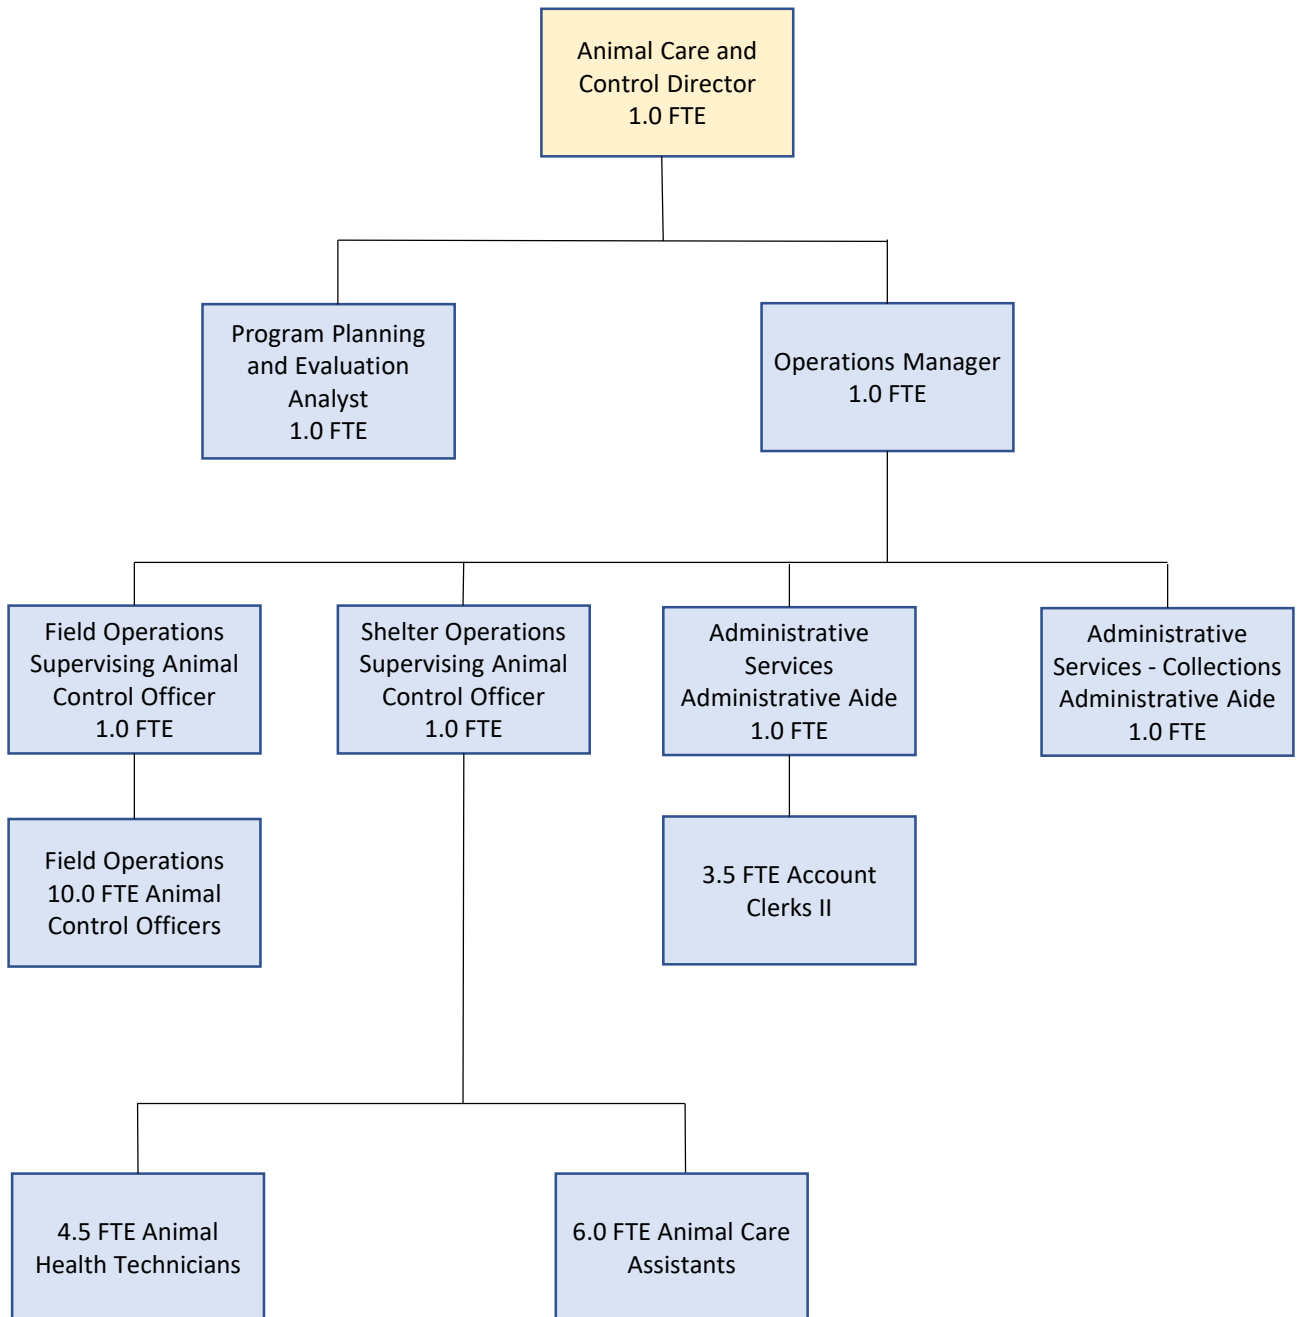 Animal Care and
Control Director
1.0 FTE
Program Planning
and Evaluation
Analyst
1.0 FTE
Operations Manager
1.0 FTE
Field Operations
Supervising Animal
Control Officer
1.0 FTE
Shelter Operations
Supervising Animal
Control Officer
1.0 FTE
Administrative
Services
Administrative Aide
1.0 FTE
Administrative
Services - Collections
Administrative Aide
1.0 FTE
Field Operations
10.0 FTE Animal
Control Officers
3.5 FTE Account
Clerks II
4.5 FTE Animal
Health Technicians
6.0 FTE Animal Care
Assistants